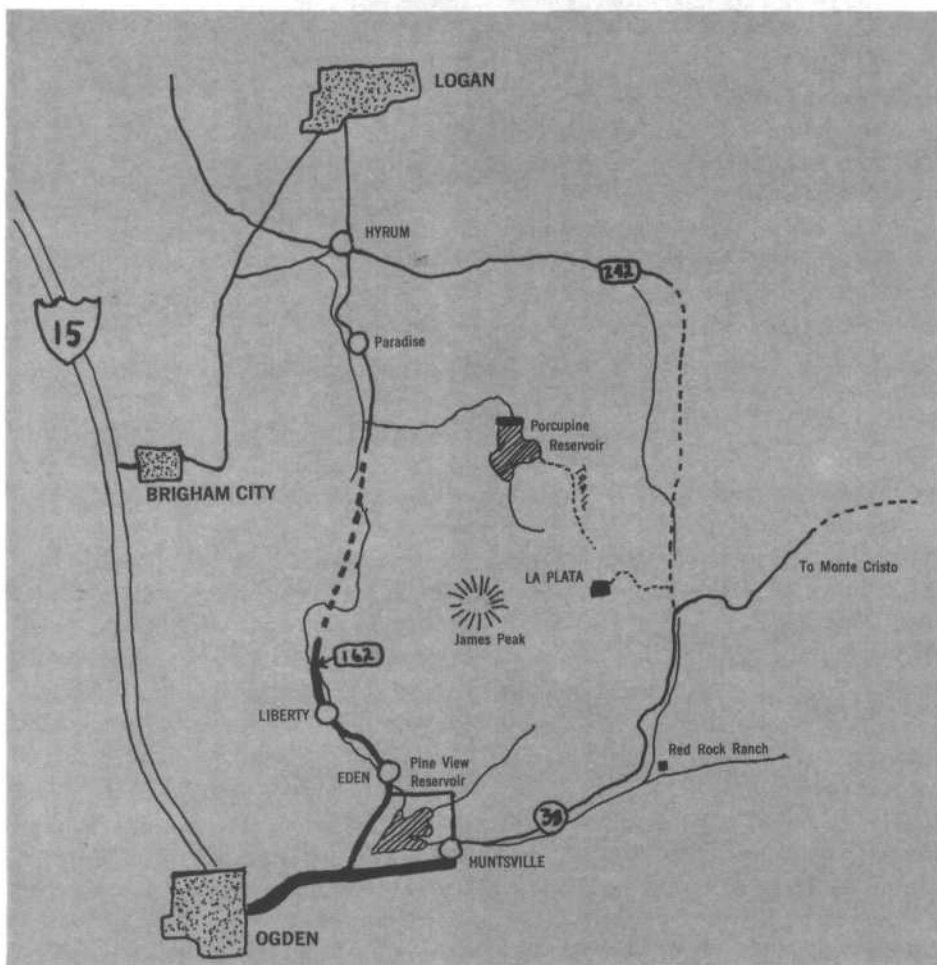 LOGAN
HYRUM
242
15
Paradise
Porcupine
Reservoir
Trail
BRIGHAM CITY
To Monte Cristo
LA PLATA
James Peak
162
LIBERTY
Red Rock Ranch
Pine View
Reservoir
EDEN
39
HUNTSVILLE
OGDEN